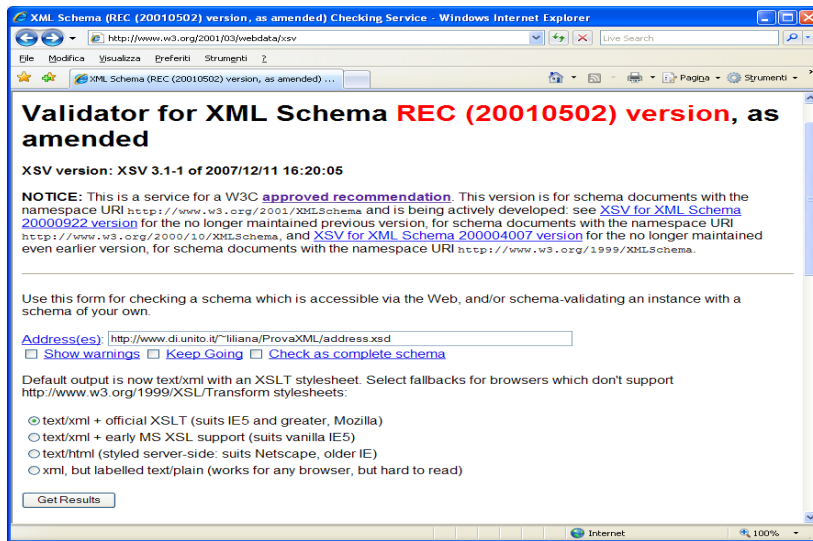 XML Schema (REC (20010502) version, as amended) Checking Service - Windows Internet Explorer
http://www.w3.org/2001/03/webdata/xsv
Live Search
File Modifica Visualizza Preferiti Strumenti ?
XML Schema (REC (20010502) version, as amended) ...
Pagina
Strumenti
Validator for XML Schema REC (20010502) version, as
amended
XSV version: XSV 3.1-1 of 2007/12/11 16:20:05
NOTICE: This is a service for a W3C approved recommendation. This version is for schema documents with the
namespace URI http://www.w3.org/2001/XMLSchema and is being actively developed: see XSV for XML Schema
20000922 version for the no longer maintained previous version, for schema documents with the namespace URI
http://www.w3.org/2000/10/XMLSchema, and XSV for XML Schema 200004007 version for the no longer maintained
even earlier version, for schema documents with the namespace URI http://www.w3.org/1999/XMLSchema.
Use this form for checking a schema which is accessible via the Web, and/or schema-validating an instance with a
schema of your own.
Address(es): http://www.di.unito.it/~liliana/ProvaXML/address.xsd
Show warnings Keep Going Check as complete schema
Default output is now text/xml with an XSLT stylesheet. Select fallbacks for browsers which don't support
http://www.w3.org/1999/XSL/Transform stylesheets:
text/xml + official XSLT (suits IE5 and greater, Mozilla)
text/xml + early MS XSL support (suits vanilla IE5)
text/html (styled server-side: suits Netscape, older IE)
xml, but labelled text/plain (works for any browser, but hard to read)
Get Results
Internet
100%